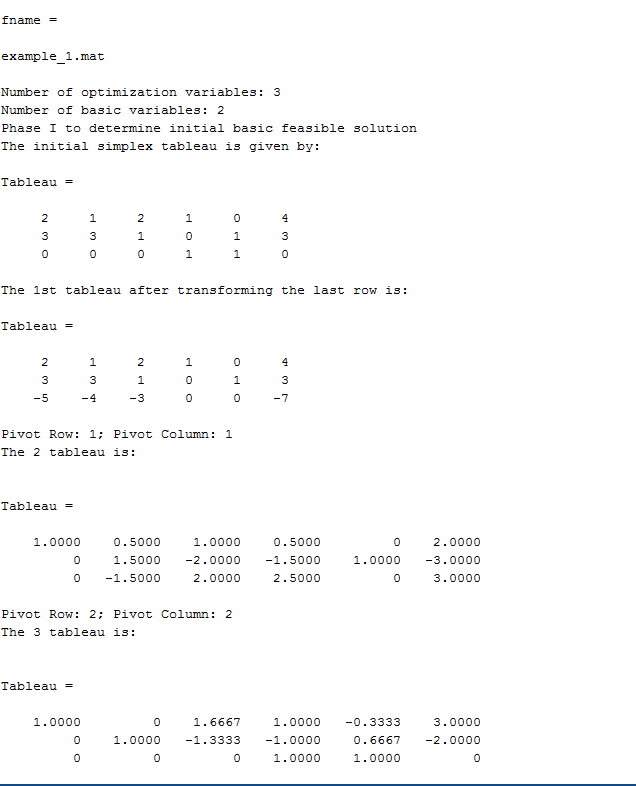 fname =
example_1.mat
Number of optimization variables: 3
Number of basic variables: 2
Phase I to determine initial basic feasible solution
The initial simplex tableau is given by:
Tableau =
2 1 2 1 0 4
3 3 1 0 1 3
0 0 0 1 1 0
The 1st tableau after transforming the last row is:
Tableau =
2 1 2 1 0 4
3 3 1 0 1 3
-5 -4 -3 0 0 -7
Pivot Row: 1; Pivot Column: 1
The 2 tableau is:
Tableau =
1.0000 0.5000 1.0000 0.5000 0 2.0000
0 1.5000 -2.0000 -1.5000 1.0000 -3.0000
0 -1.5000 2.0000 2.5000 0 3.0000
Pivot Row: 2; Pivot Column: 2
The 3 tableau is:
Tableau =
1.0000 0 1.6667 1.0000 -0.3333 3.0000
0 1.0000 -1.3333 -1.0000 0.6667 -2.0000
0 0 0 1.0000 1.0000 0